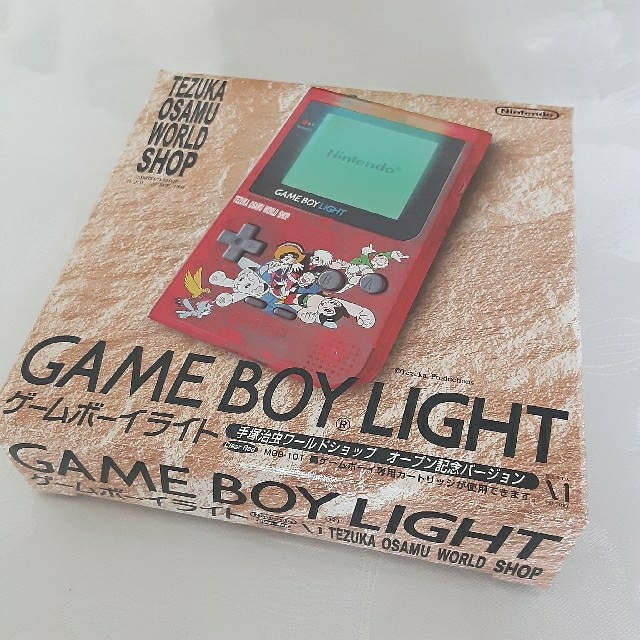 TEZUKA
OSAMU
WORLD
SHOP
Nintendo
Nintendo
GAME BOY LIGHT
TEZUKA OSAMU WORLD SHOP
GAME BOY® LIGHT
ゲームボーイライト
手塚治虫ワールドショップ オープン記念バージョン
MGB-101
ゲームボーイ専用カートリッジが使用できます。
GAME BOY LIGHT
ゲームボーイライト
TEZUKA OSAMU WORLD SHOP